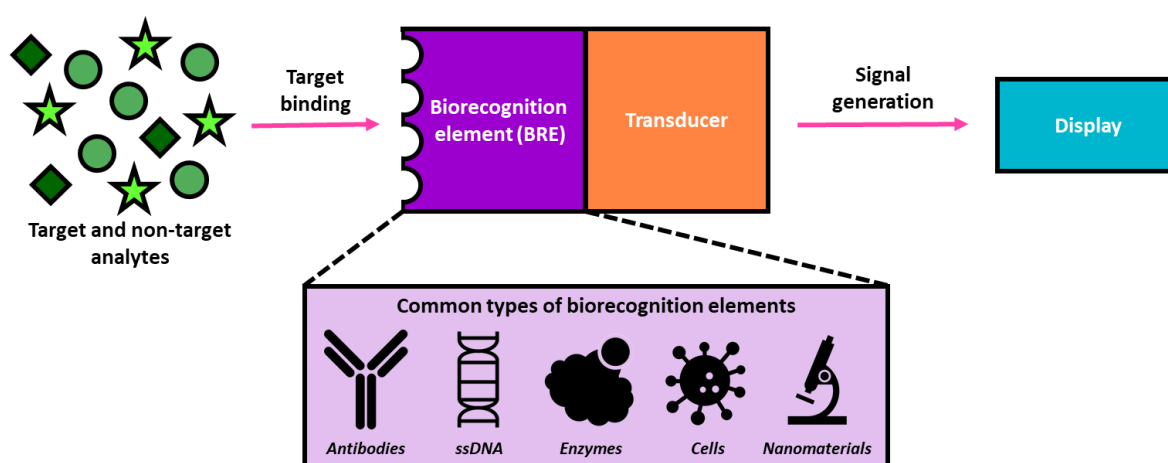 Target and non-target
analytes
Target
binding
Biorecognition
element (BRE)
Transducer
Signal
generation
Display
Common types of biorecognition elements
Antibodies
ssDNA
Enzymes
Cells
Nanomaterials